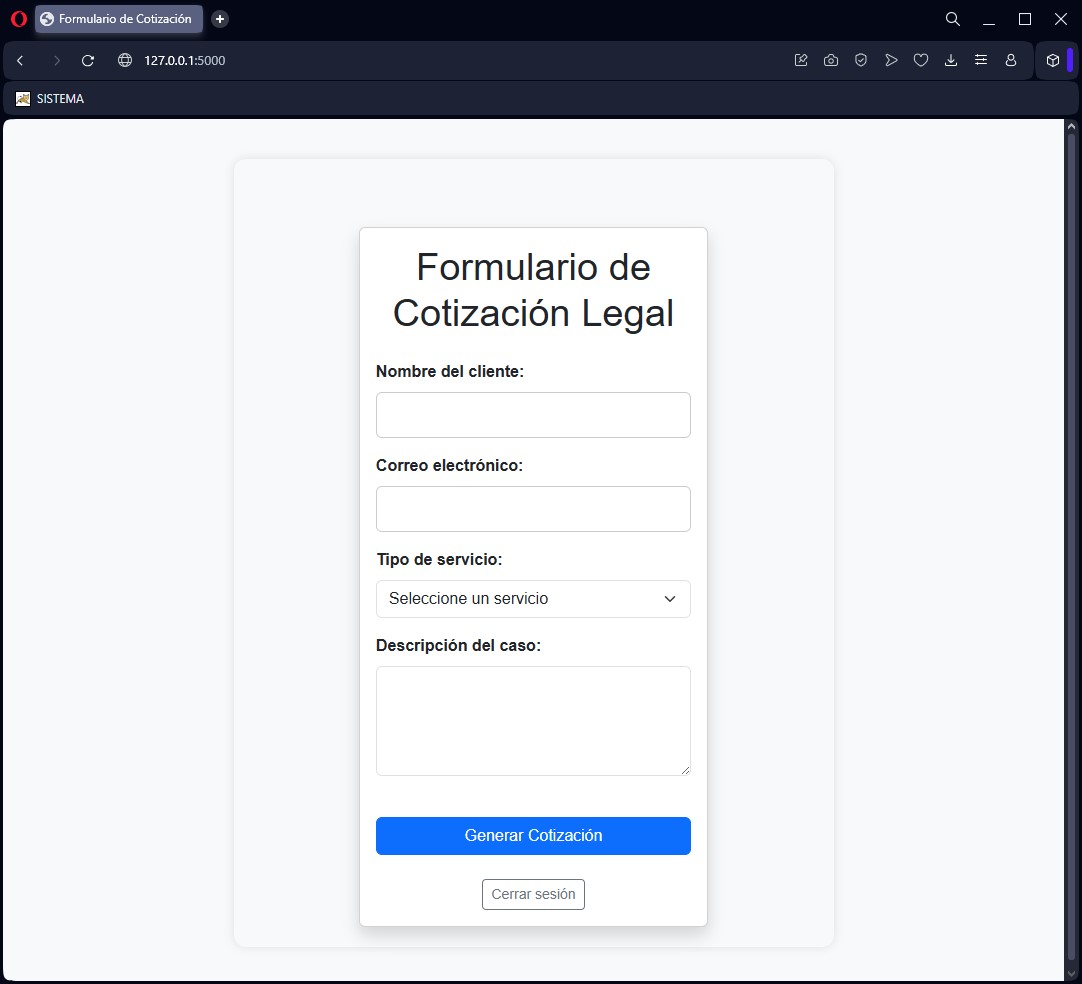 Formulario de Cotización
127.0.0.1:5000
SISTEMA
Formulario de
Cotización Legal
Nombre del cliente:
Correo electrónico:
Tipo de servicio:
Seleccione un servicio
Descripción del caso:
Generar Cotización
Cerrar sesión